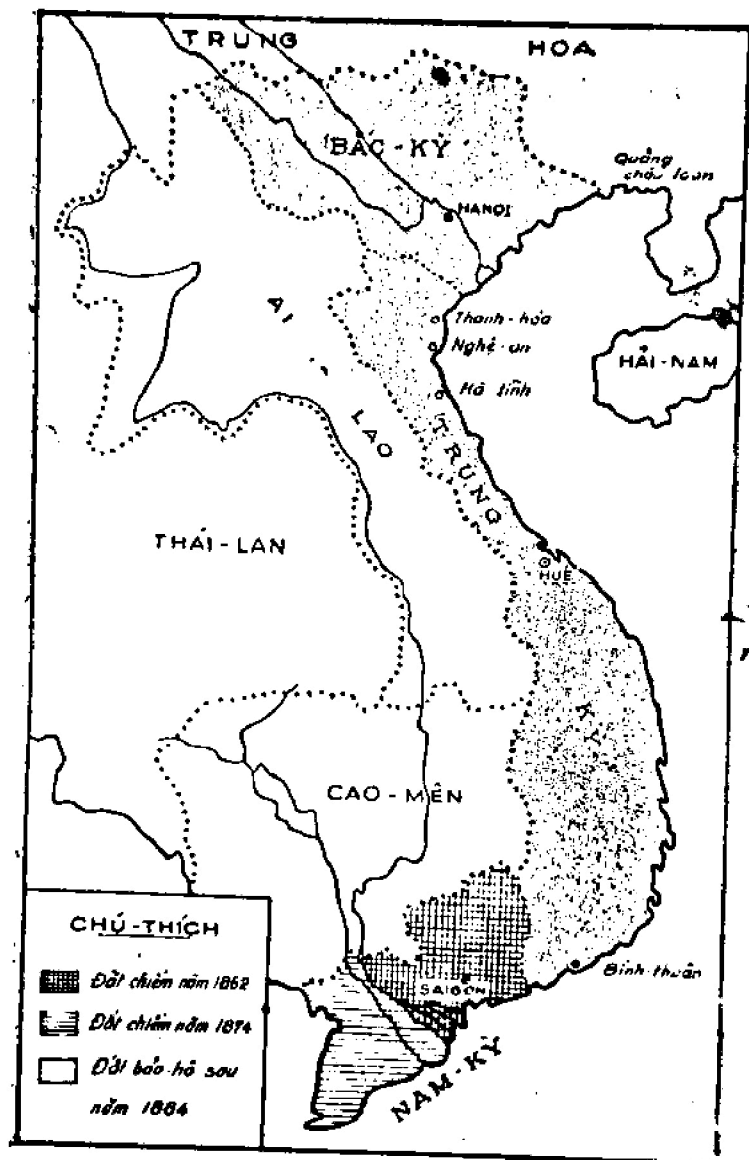 TRUNG HOA
BẮC-KỲ
Quảng
châu loan
HANOI
AI - LAO
Thanh-hóa
Nghệ-an
HẢI-NAM
Hà tĩnh
TRUNG KỲ
THÁI-LAN
HUẾ
CAO-MÊN
CHÚ-THÍCH
Đất chiếm năm 1862
Đất chiếm năm 1874
Đất bảo-hộ sau
năm 1884
SAIGON
Bình-thuận
NAM-KỲ